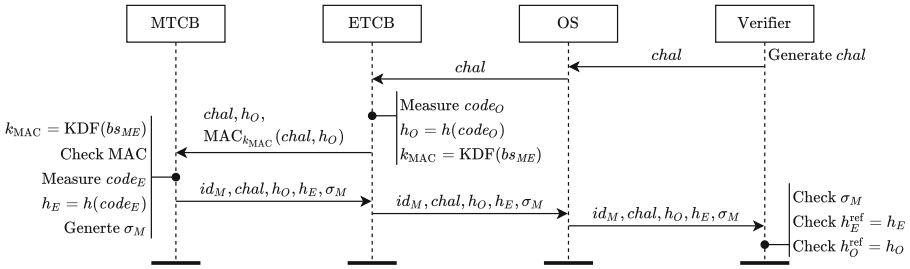 MTCB
ETCB
OS
Verifier
chal
Generate chal
chal
Measure code_O
h_O = h(code_O)
k_MAC = KDF(bs_ME)
chal, h_O,
MAC_{k_MAC}(chal, h_O)
k_MAC = KDF(bs_ME)
Check MAC
Measure code_E
h_E = h(code_E)
Generte σ_M
id_M, chal, h_O, h_E, σ_M
id_M, chal, h_O, h_E, σ_M
id_M, chal, h_O, h_E, σ_M
Check σ_M
Check h_E^ref = h_E
Check h_O^ref = h_O